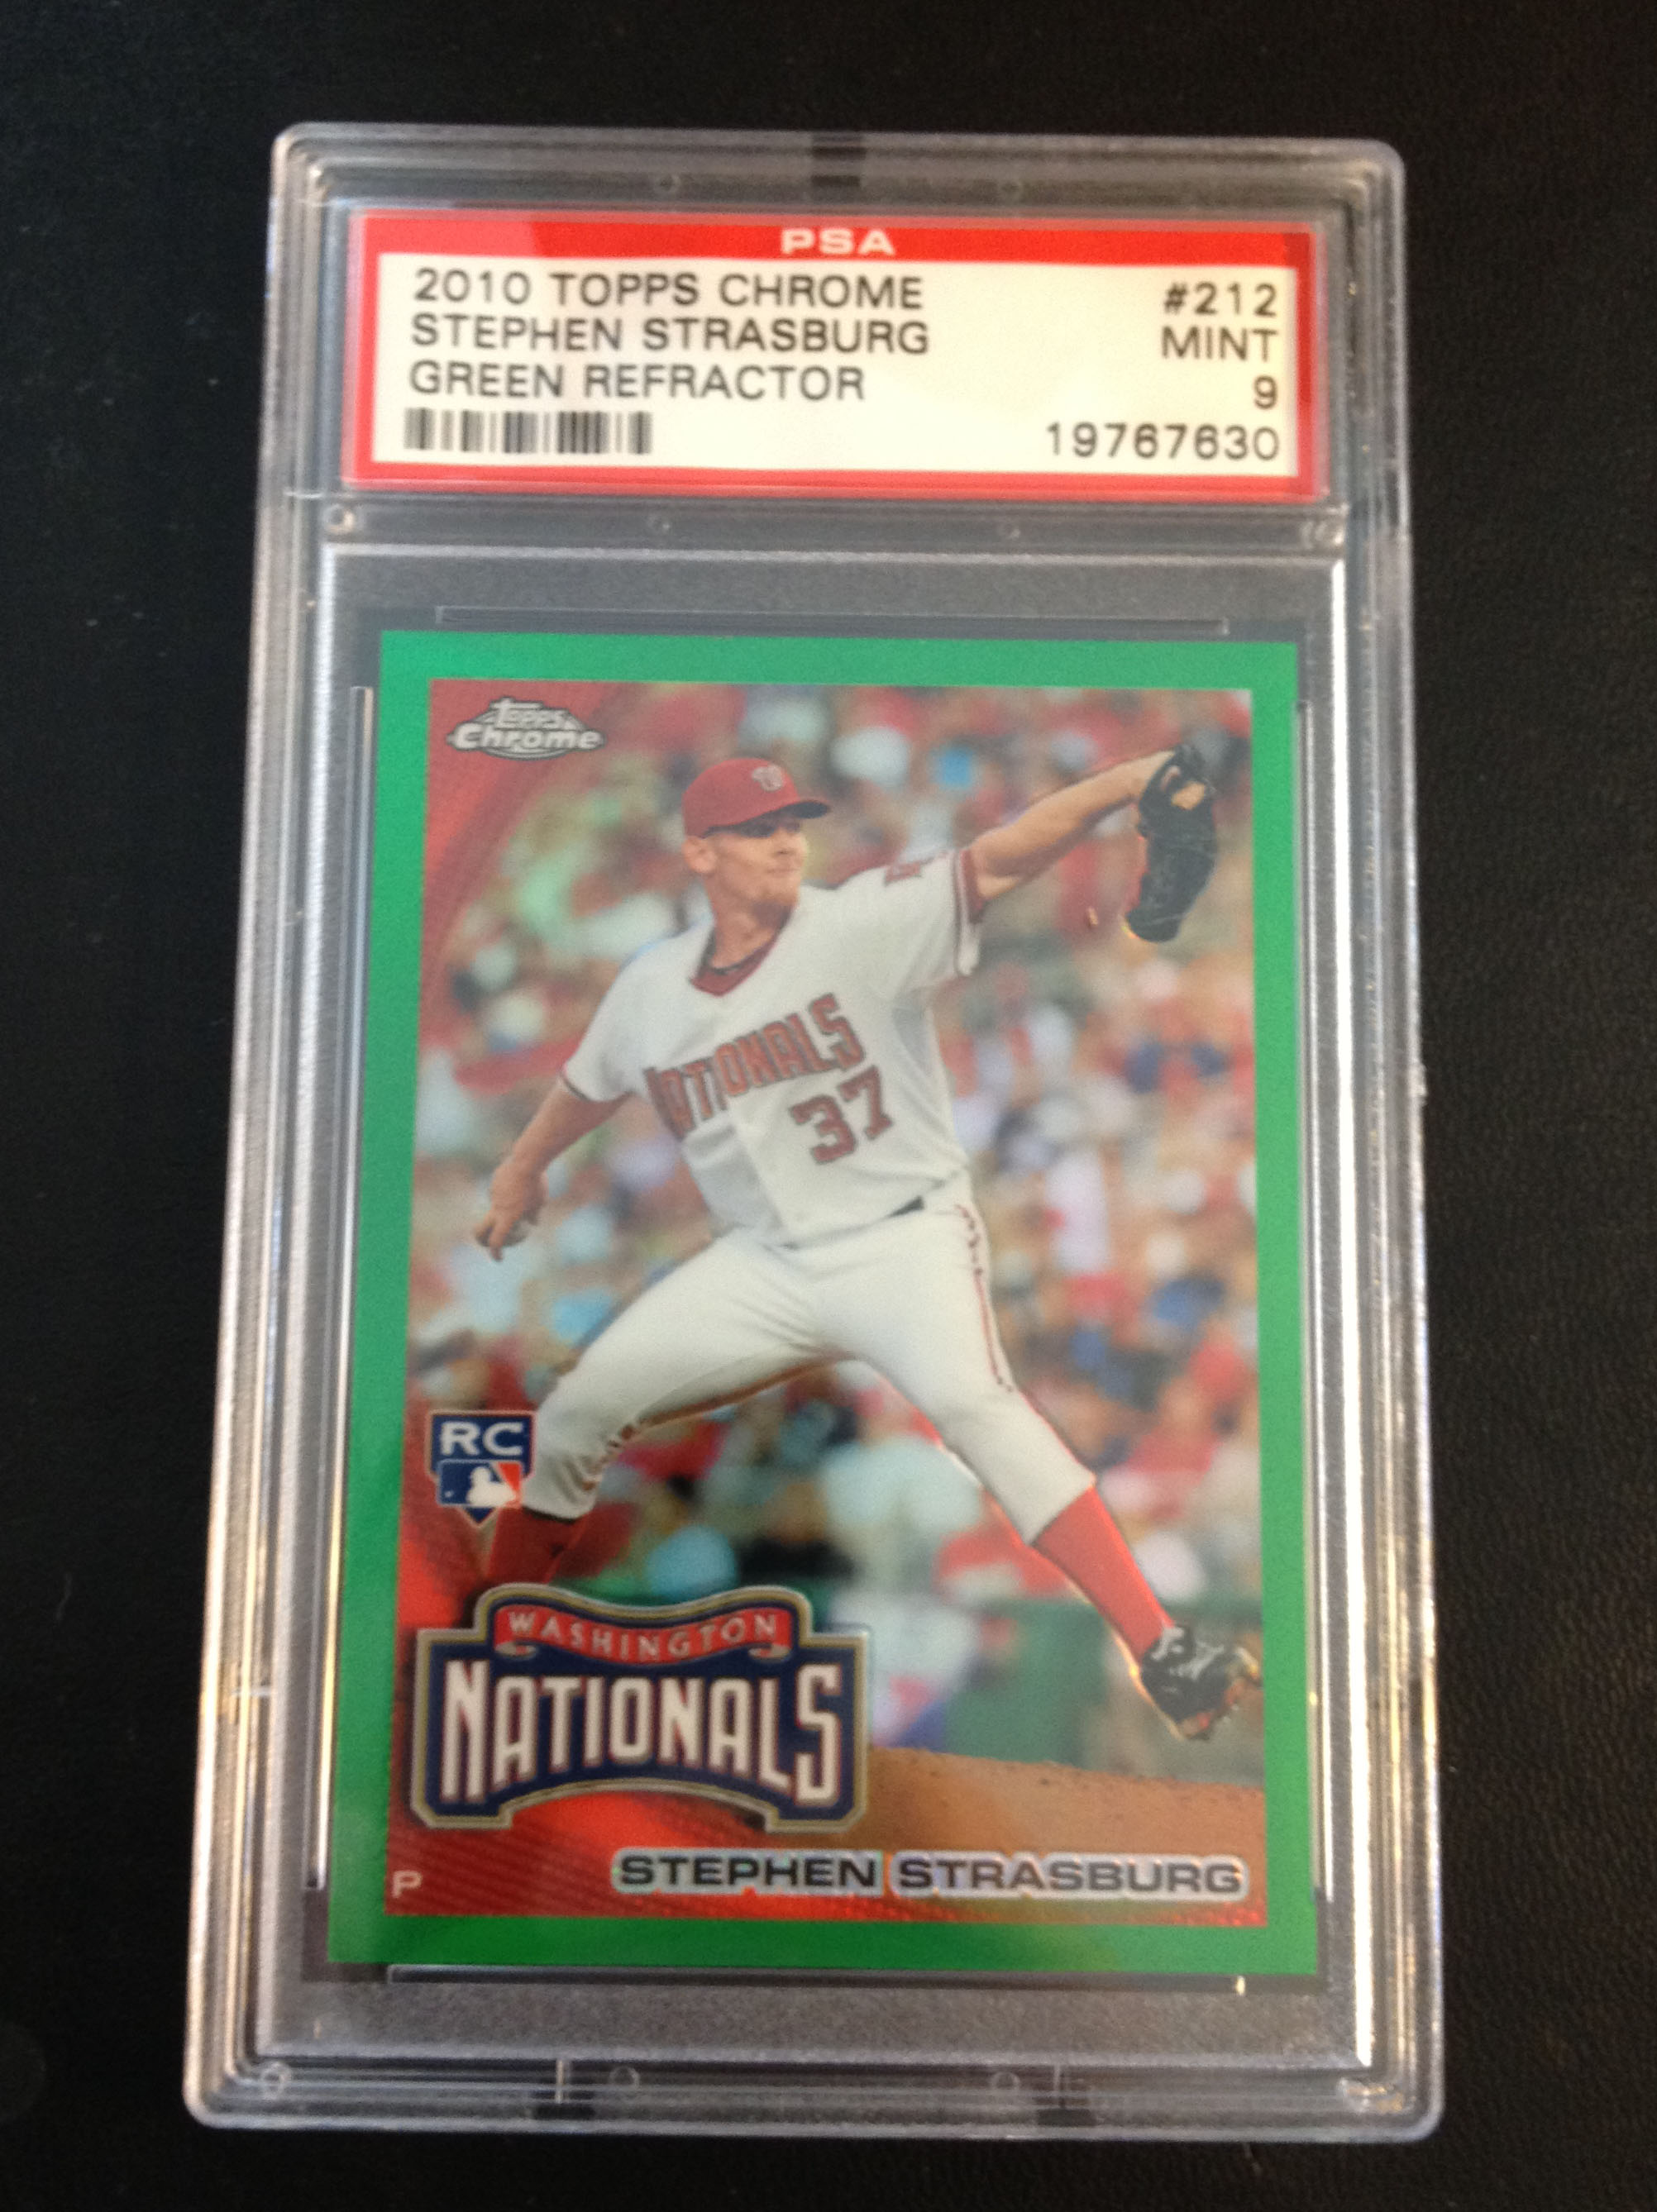 PSA
2010 TOPPS CHROME #212
STEPHEN STRASBURG MINT
GREEN REFRACTOR 9
19767630
Topps
Chrome
NATIONALS
37
RC
WASHINGTON
NATIONALS
STEPHEN STRASBURG
P